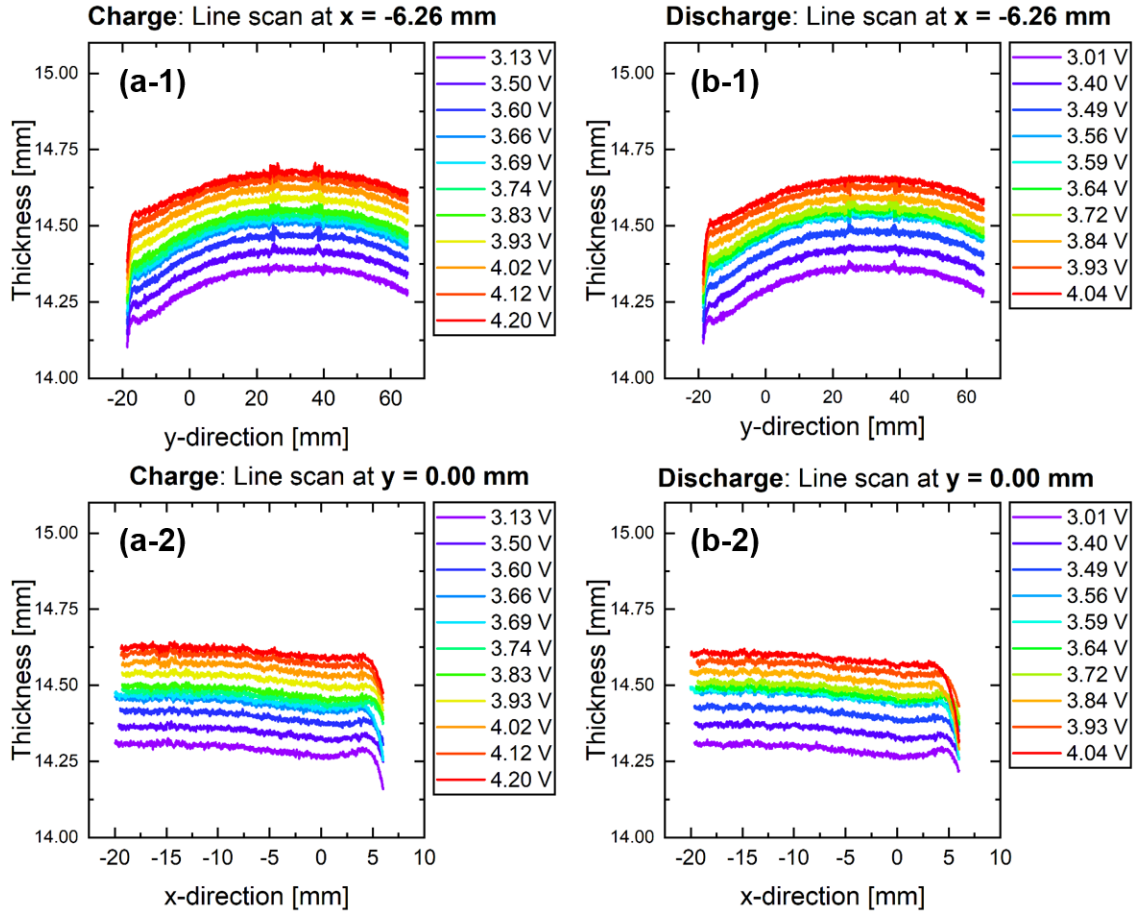 Charge: Line scan at x = -6.26 mm
(a-1)
Thickness [mm]
15.00
14.75
14.50
14.25
14.00
-20 0 20 40 60
y-direction [mm]
3.13 V
3.50 V
3.60 V
3.66 V
3.69 V
3.74 V
3.83 V
3.93 V
4.02 V
4.12 V
4.20 V
Discharge: Line scan at x = -6.26 mm
(b-1)
Thickness [mm]
15.00
14.75
14.50
14.25
14.00
-20 0 20 40 60
y-direction [mm]
3.01 V
3.40 V
3.49 V
3.56 V
3.59 V
3.64 V
3.72 V
3.84 V
3.93 V
4.04 V
Charge: Line scan at y = 0.00 mm
(a-2)
Thickness [mm]
15.00
14.75
14.50
14.25
14.00
-20 -15 -10 -5 0 5 10
x-direction [mm]
3.13 V
3.50 V
3.60 V
3.66 V
3.69 V
3.74 V
3.83 V
3.93 V
4.02 V
4.12 V
4.20 V
Discharge: Line scan at y = 0.00 mm
(b-2)
Thickness [mm]
15.00
14.75
14.50
14.25
14.00
-20 -15 -10 -5 0 5 10
x-direction [mm]
3.01 V
3.40 V
3.49 V
3.56 V
3.59 V
3.64 V
3.72 V
3.84 V
3.93 V
4.04 V